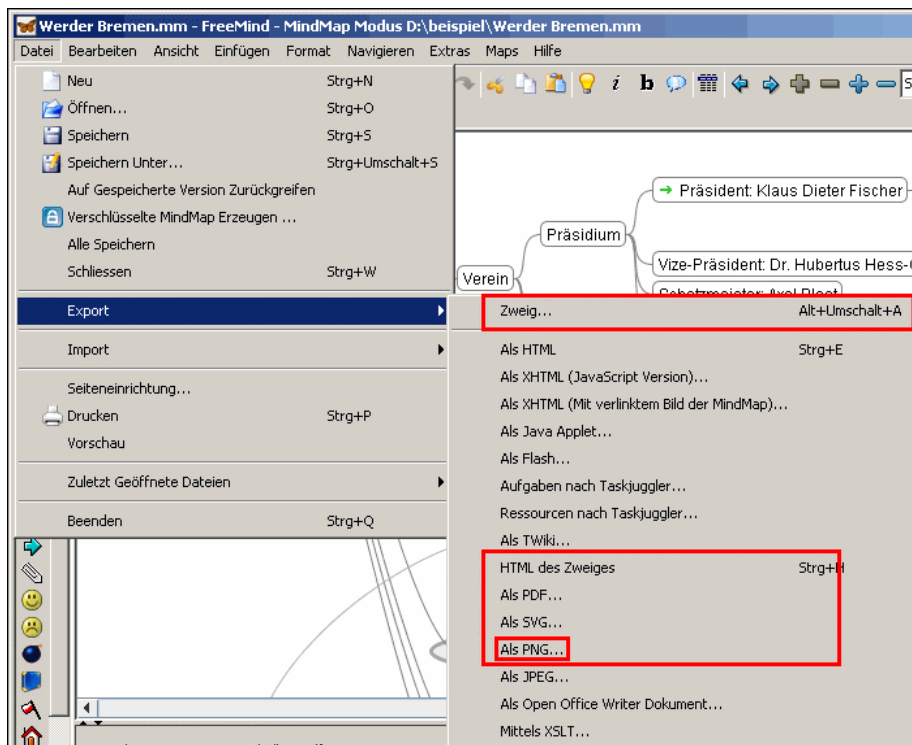 Werder Bremen.mm - FreeMind - MindMap Modus D:\beispiel\Werder Bremen.mm
Datei Bearbeiten Ansicht Einfügen Format Navigieren Extras Maps Hilfe
Neu Strg+N
Öffnen... Strg+O
Speichern Strg+S
Speichern Unter... Strg+Umschalt+S
Auf Gespeicherte Version Zurückgreifen
Verschlüsselte MindMap Erzeugen ...
Alle Speichern
Schliessen Strg+W
Export
Import
Seiteneinrichtung...
Drucken Strg+P
Vorschau
Zuletzt Geöffnete Dateien
Beenden Strg+Q
i b
Präsident: Klaus Dieter Fischer
Präsidium
Vize-Präsident: Dr. Hubertus Hess-
Verein
Schatzmeister: Axel
Zweig... Alt+Umschalt+A
Als HTML Strg+E
Als XHTML (JavaScript Version)...
Als XHTML (Mit verlinktem Bild der MindMap)...
Als Java Applet...
Als Flash...
Aufgaben nach Taskjuggler...
Ressourcen nach Taskjuggler...
Als TWiki...
HTML des Zweiges Strg+H
Als PDF...
Als SVG...
Als PNG...
Als JPEG...
Als Open Office Writer Dokument...
Mittels XSLT...